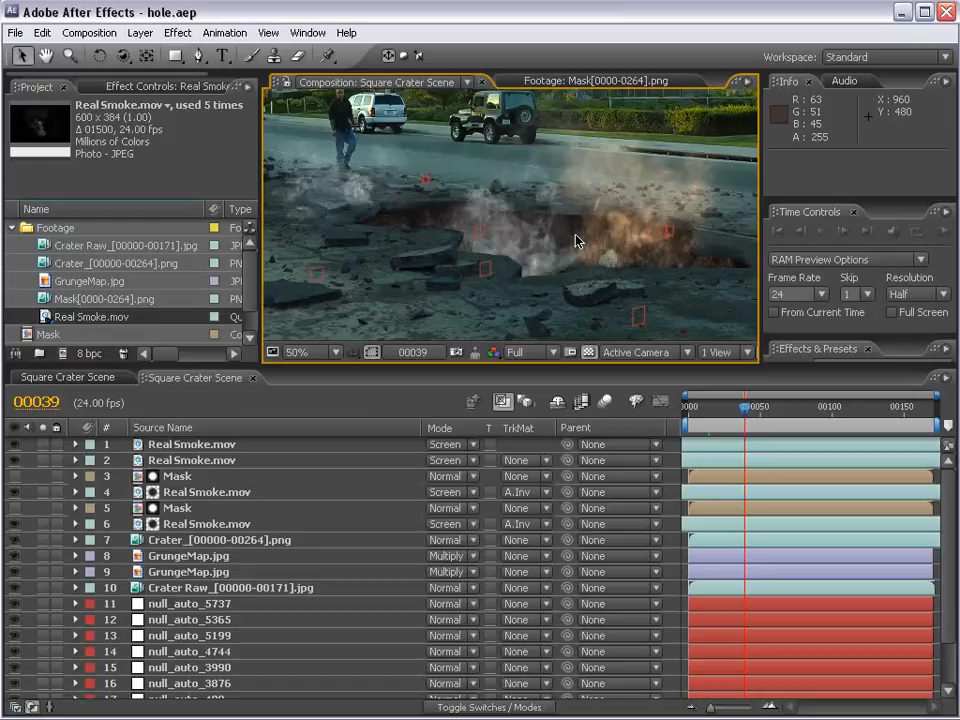 Adobe After Effects - hole.aep
File Edit Composition Layer Effect Animation View Window Help
Workspace: Standard
Project Effect Controls: Real Smoky
Composition: Square Crater Scene
Footage: Mask[0000-0264].png
Info Audio
Real Smoke.mov, used 5 times
600 x 384 (1.00)
Δ 01500, 24.00 fps
Millions of Colors
Photo - JPEG
R : 63
G : 51
B : 45
A : 255
X : 960
Y : 480
Name Type
Footage
Crater Raw_[00000-00171].jpg JP
Crater_[00000-00264].png PN
GrungeMap.jpg JP
Mask[0000-0264].png PN
Real Smoke.mov Q
Mask Co
8 bpc
Time Controls
RAM Preview Options
Frame Rate Skip Resolution
24 1 Half
From Current Time Full Screen
Effects & Presets
50% 00039 Full Active Camera 1 View
Square Crater Scene Square Crater Scene
00039 (24.00 fps)
0000 00050 00100 00150
# Source Name Mode T TrkMat Parent
1 Real Smoke.mov Screen None
2 Real Smoke.mov Screen None None
3 Mask Normal None None
4 Real Smoke.mov Screen A.Inv None
5 Mask Normal None None
6 Real Smoke.mov Screen A.Inv None
7 Crater_[00000-00264].png Normal None None
8 GrungeMap.jpg Multiply None None
9 GrungeMap.jpg Multiply None None
10 Crater Raw_[00000-00171].jpg Normal None None
11 null_auto_5737 Normal None None
12 null_auto_5365 Normal None None
13 null_auto_5199 Normal None None
14 null_auto_4744 Normal None None
15 null_auto_3990 Normal None None
16 null_auto_3876 Normal None None
Toggle Switches / Modes